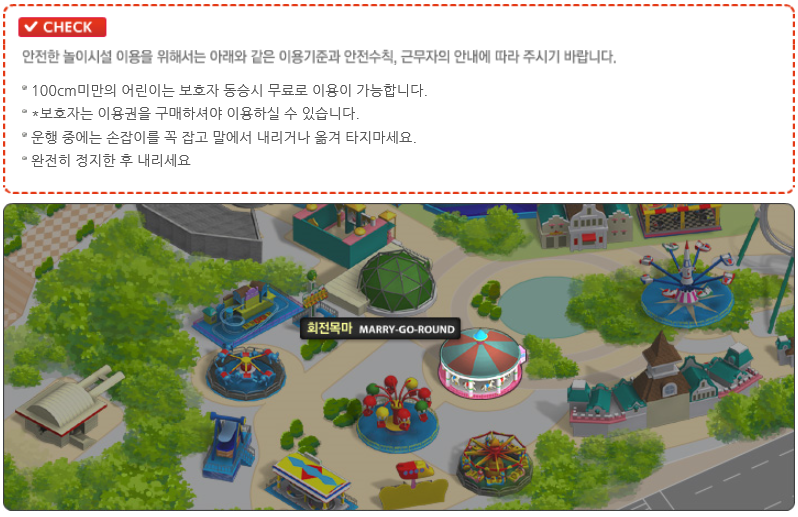 CHECK
안전한 놀이시설 이용을 위해서는 아래와 같은 이용기준과 안전수칙, 근무자의 안내에 따라 주시기 바랍니다.
100cm미만의 어린이는 보호자 동승시 무료로 이용이 가능합니다.
*보호자는 이용권을 구매하셔야 이용하실 수 있습니다.
운행 중에는 손잡이를 꼭 잡고 말에서 내리거나 옮겨 타지마세요.
완전히 정지한 후 내리세요
회전목마 MARRY-GO-ROUND